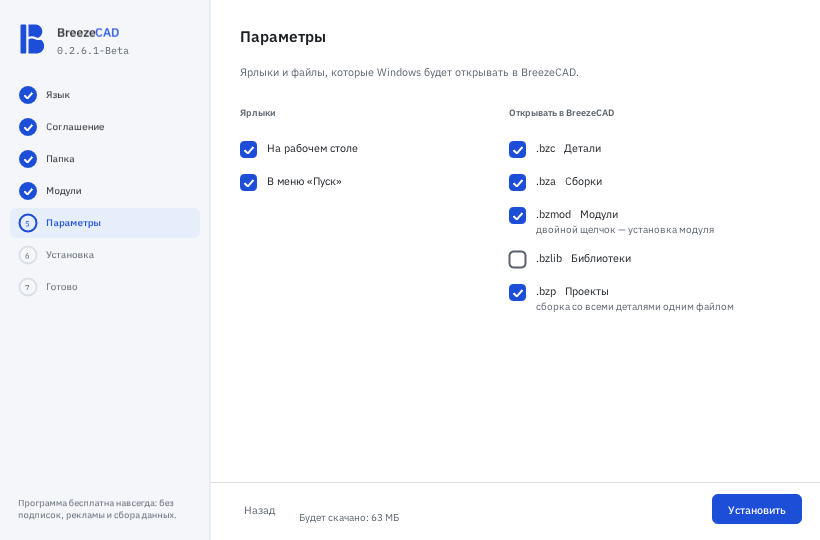 BreezeCAD
0.2.6.1-Beta
Язык
Соглашение
Папка
Модули
5 Параметры
6 Установка
7 Готово
Программа бесплатна навсегда: без
подписок, рекламы и сбора данных.
Параметры
Ярлыки и файлы, которые Windows будет открывать в BreezeCAD.
Ярлыки
На рабочем столе
В меню «Пуск»
Открывать в BreezeCAD
.bzc Детали
.bza Сборки
.bzmod Модули
двойной щелчок — установка модуля
.bzlib Библиотеки
.bzp Проекты
сборка со всеми деталями одним файлом
Назад
Будет скачано: 63 МБ
Установить